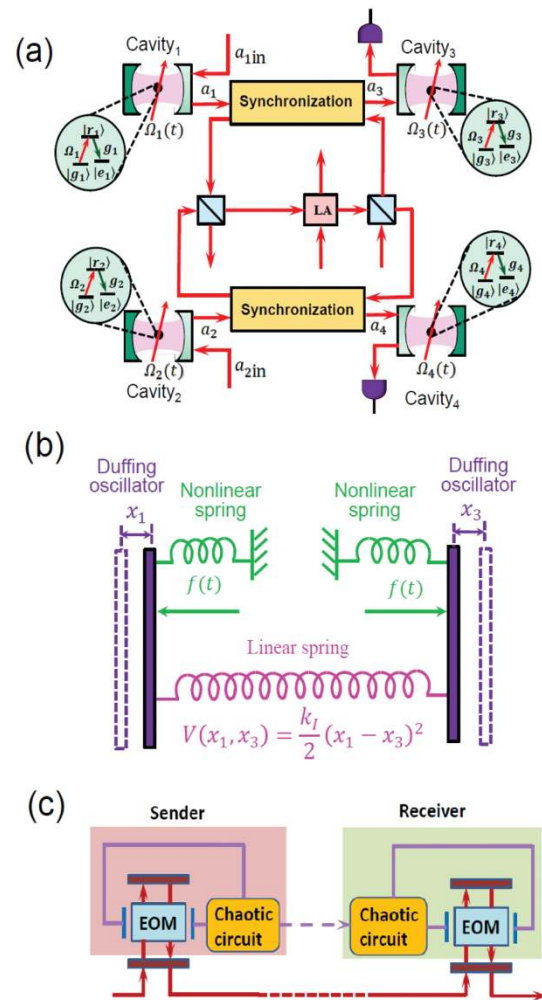 (a)
Cavity₁
a₁in
a₁
Synchronization
a₃
Cavity₃
Ω₁(t)
Ω₃(t)
|r₁⟩
Ω₁
g₁
|g₁⟩ |e₁⟩
|r₃⟩
Ω₃
g₃
|g₃⟩ |e₃⟩
LA
|r₂⟩
Ω₂
g₂
|g₂⟩ |e₂⟩
|r₄⟩
Ω₄
g₄
|g₄⟩ |e₄⟩
Synchronization
a₂
a₄
Ω₂(t)
Ω₄(t)
a₂in
Cavity₂
Cavity₄
(b)
Duffing
oscillator
x₁
Nonlinear
spring
Nonlinear
spring
Duffing
oscillator
x₃
f(t)
f(t)
Linear spring
V(x₁, x₃) = k_I/2 (x₁ − x₃)²
(c)
Sender
Receiver
EOM
Chaotic
circuit
Chaotic
circuit
EOM